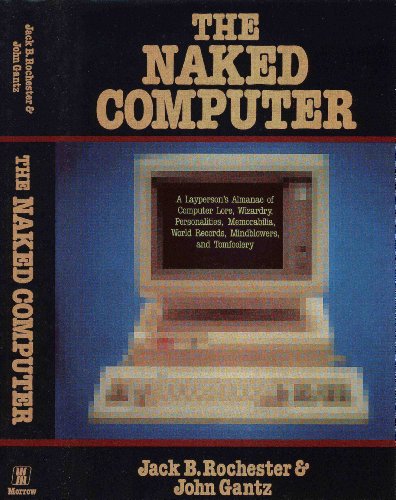 Jack B. Rochester &
John Gantz
THE NAKED COMPUTER
Morrow
THE
NAKED
COMPUTER
A Layperson's Almanac of
Computer Lore, Wizardry,
Personalities, Memorabilia,
World Records, Mindblowers,
and Tomfoolery
Jack B. Rochester &
John Gantz